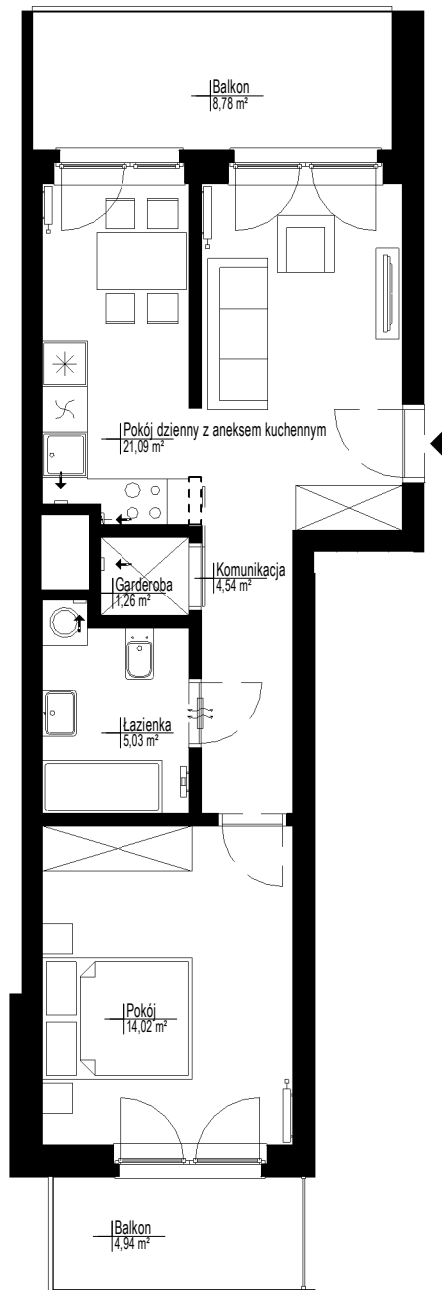 Balkon
8,78 m²
Pokój dzienny z aneksem kuchennym
21,09 m²
Komunikacja
4,54 m²
Garderoba
1,26 m²
Łazienka
5,03 m²
Pokój
14,02 m²
Balkon
4,94 m²